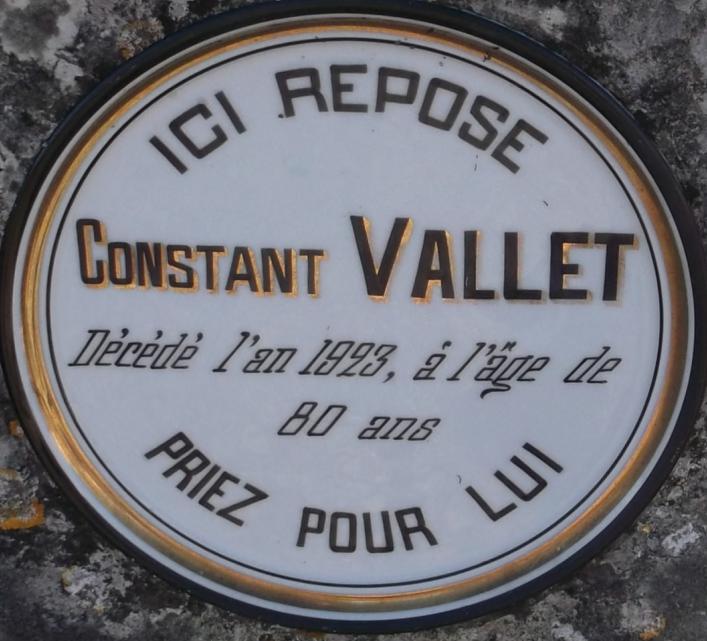 ICI REPOSE
CONSTANT VALLET
Décédé l'an 1923, á l'âge de
80 ans
PRIEZ POUR LUI